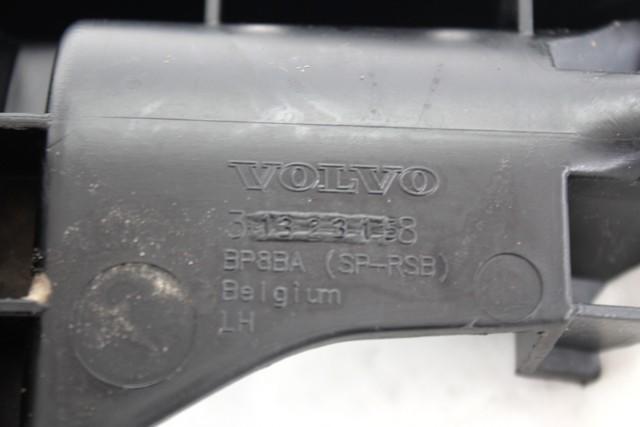 VOLVO
BP8BA (SP-RSB)
Belgium
LH